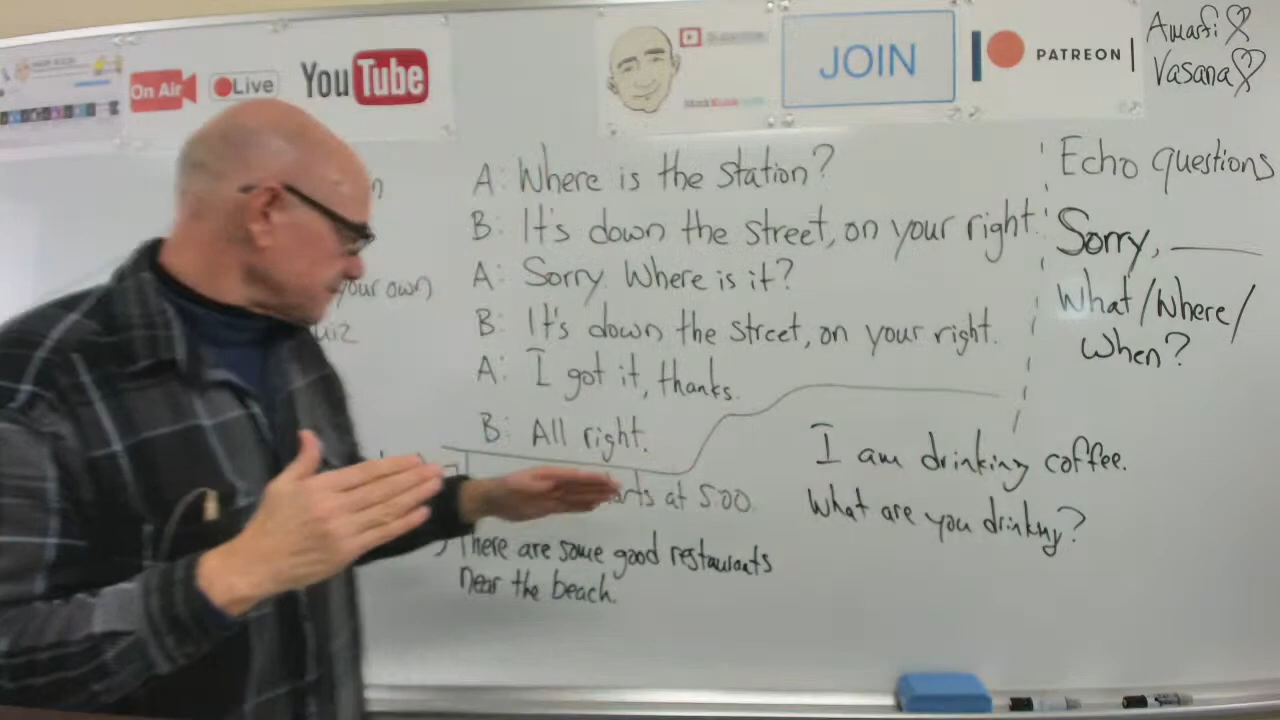 On Air
Live
YouTube
JOIN
PATREON
Amarfi
Vasana
your own
A: Where is the station?
B: It's down the street, on your right.
A: Sorry. Where is it?
B: It's down the street, on your right.
A: I got it, thanks.
B: All right.
at 5:00
There are some good restaurants
near the beach.
Echo questions
Sorry, ______
What/Where/
When?
I am drinking coffee.
What are you drinking?